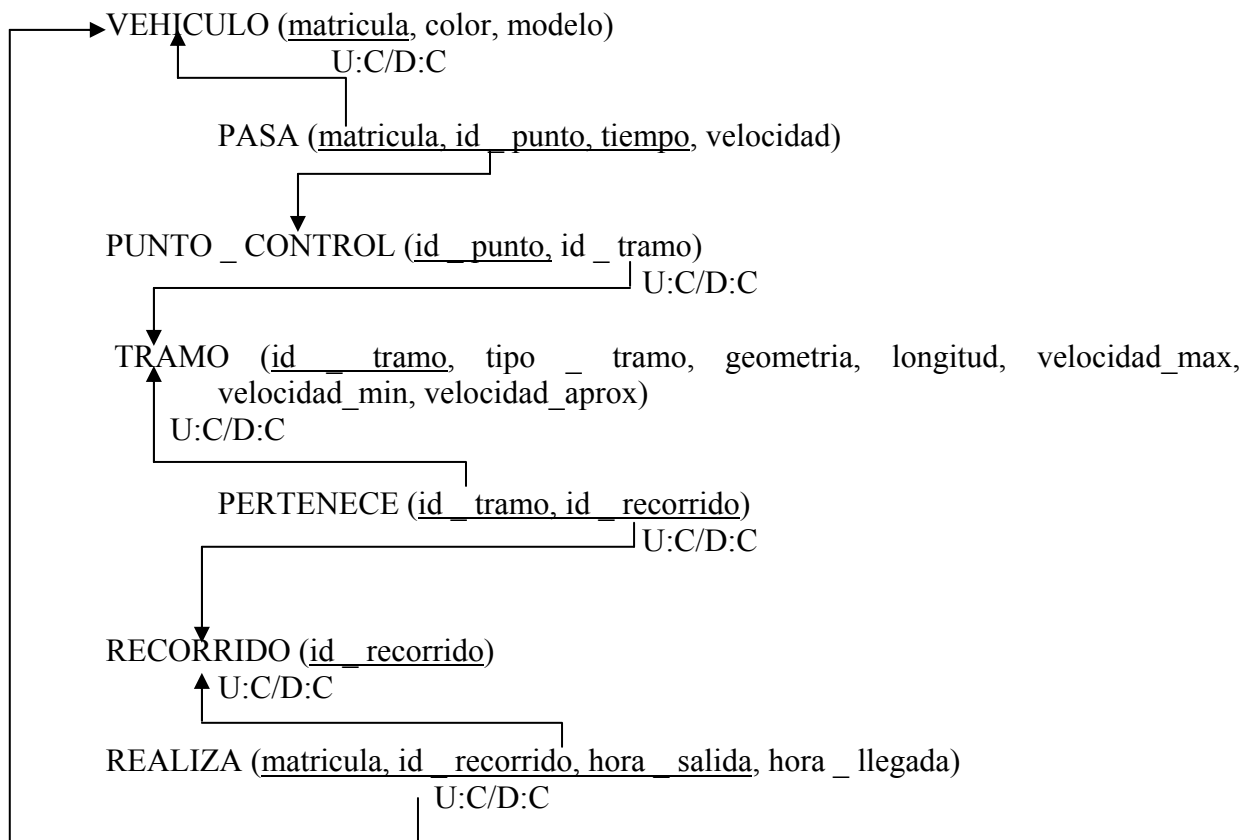 VEHICULO (matricula, color, modelo)
U:C/D:C
PASA (matricula, id _ punto, tiempo, velocidad)
PUNTO _ CONTROL (id _ punto, id _ tramo)
U:C/D:C
TRAMO (id _ tramo, tipo _ tramo, geometria, longitud, velocidad_max,
velocidad_min, velocidad_aprox)
U:C/D:C
PERTENECE (id _ tramo, id _ recorrido)
U:C/D:C
RECORRIDO (id _ recorrido)
U:C/D:C
REALIZA (matricula, id _ recorrido, hora _ salida, hora _ llegada)
U:C/D:C